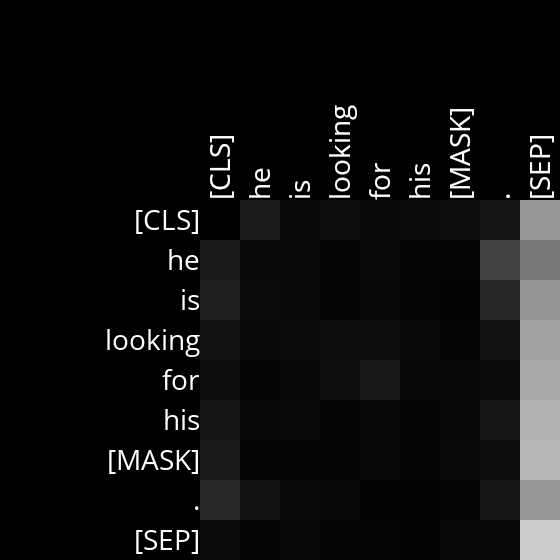 [CLS] he is looking for his [MASK] . [SEP]
[CLS]
he
is
looking
for
his
[MASK]
.
[SEP]